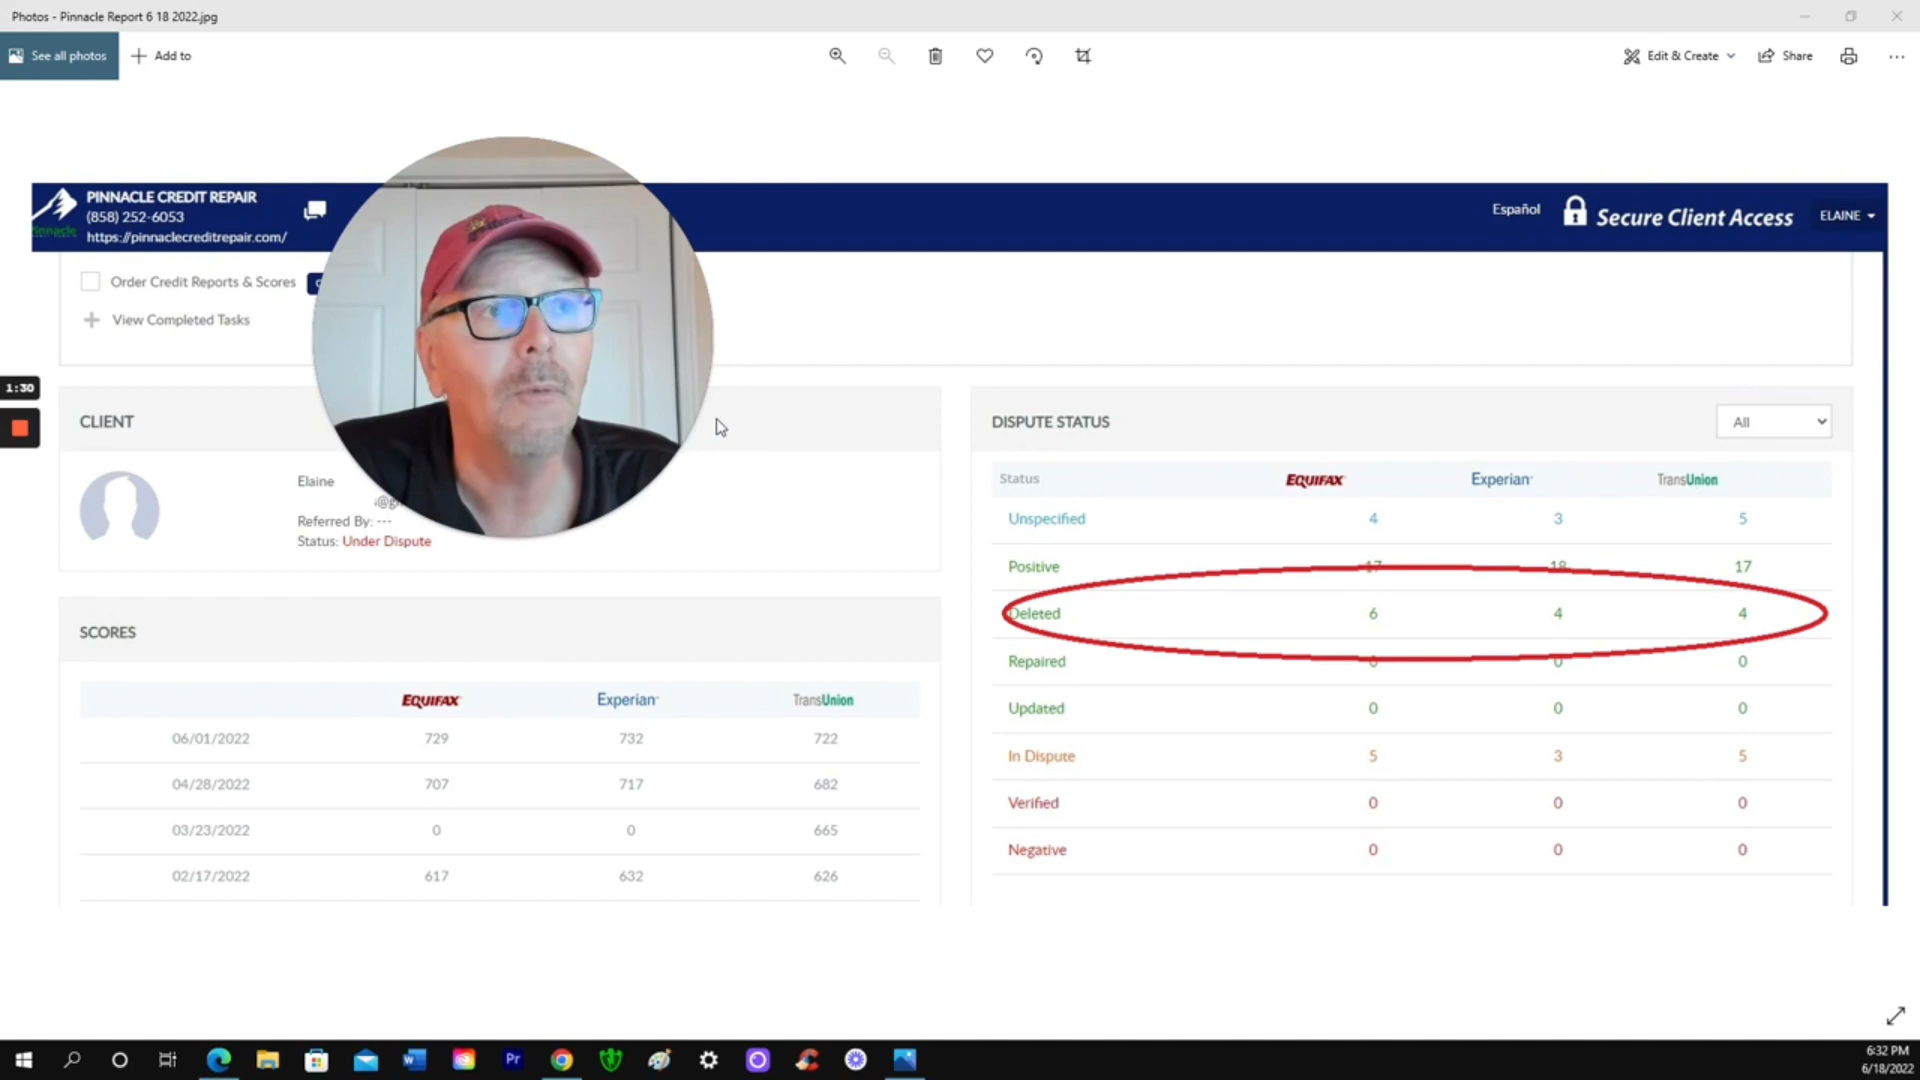 Photos - Pinnacle Report 6 18 2022.jpg
See all photos
Add to
Edit & Create
Share
PINNACLE CREDIT REPAIR
(858) 252-6053
https://pinnaclecreditrepair.com/
Pinnacle
Español
Secure Client Access
ELAINE
Order Credit Reports & Scores
View Completed Tasks
1:30
CLIENT
Elaine
Referred By: ---
Status: Under Dispute
SCORES
EQUIFAX Experian TransUnion
06/01/2022 729 732 722
04/28/2022 707 717 682
03/23/2022 0 0 665
02/17/2022 617 632 626
DISPUTE STATUS
All
Status EQUIFAX Experian TransUnion
Unspecified 4 3 5
Positive 17 18 17
Deleted 6 4 4
Repaired 0 0 0
Updated 0 0 0
In Dispute 5 3 5
Verified 0 0 0
Negative 0 0 0
6:32 PM
6/18/2022